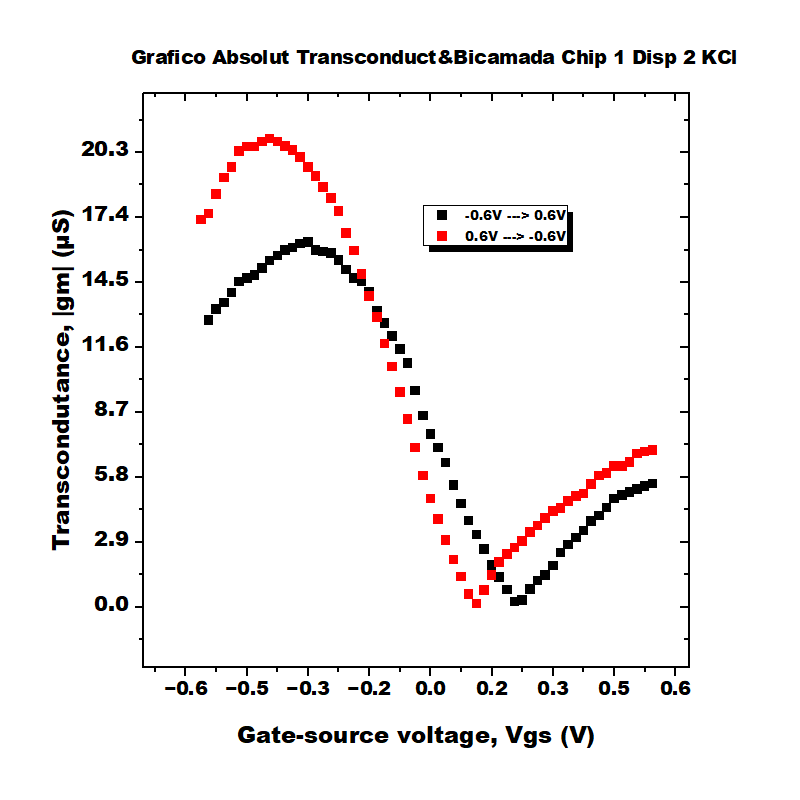 Grafico Absolut Transconduct&Bicamada Chip 1 Disp 2 KCl
20.3
17.4
14.5
11.6
8.7
5.8
2.9
0.0
Transcondutance, |gm| (µS)
-0.6V ---> 0.6V
0.6V ---> -0.6V
−0.6 −0.5 −0.3 −0.2 0.0 0.2 0.3 0.5 0.6
Gate-source voltage, Vgs (V)